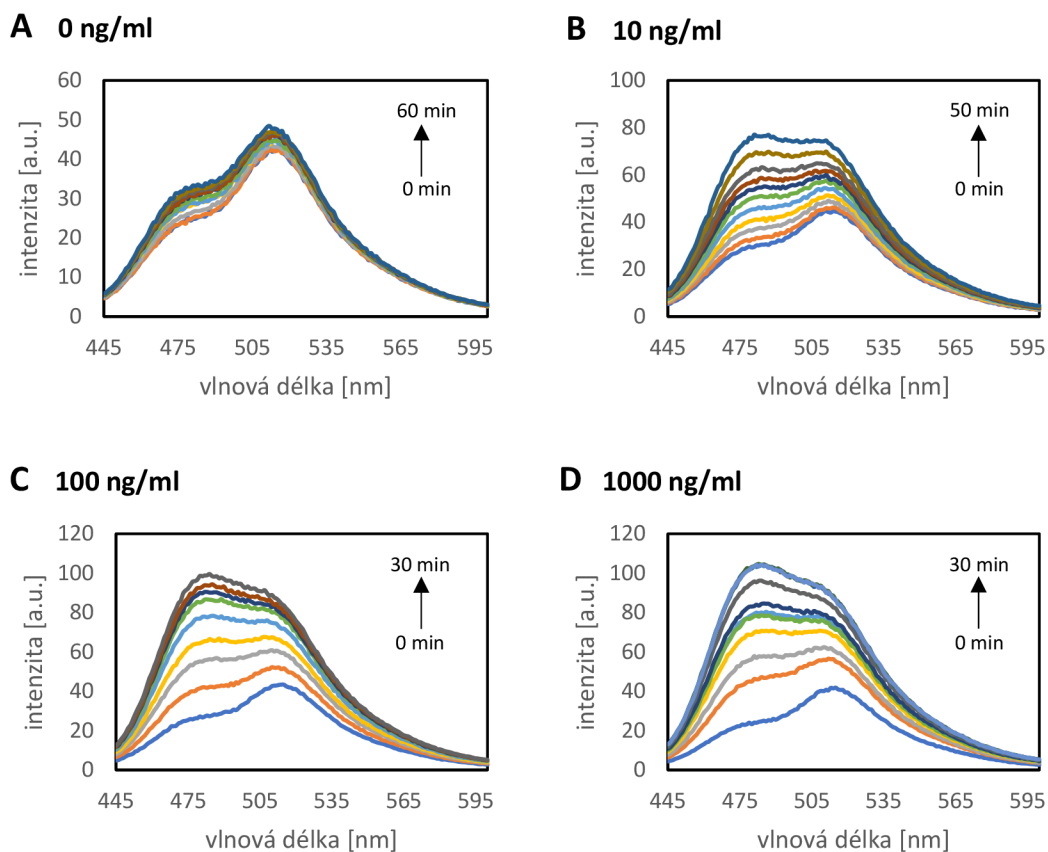 A 0 ng/ml
60
50
40
30
20
10
0
intenzita [a.u.]
60 min
0 min
445 475 505 535 565 595
vlnová délka [nm]
B 10 ng/ml
100
80
60
40
20
0
intenzita [a.u.]
50 min
0 min
445 475 505 535 565 595
vlnová délka [nm]
C 100 ng/ml
120
100
80
60
40
20
0
intenzita [a.u.]
30 min
0 min
445 475 505 535 565 595
vlnová délka [nm]
D 1000 ng/ml
120
100
80
60
40
20
0
intenzita [a.u.]
30 min
0 min
445 475 505 535 565 595
vlnová délka [nm]